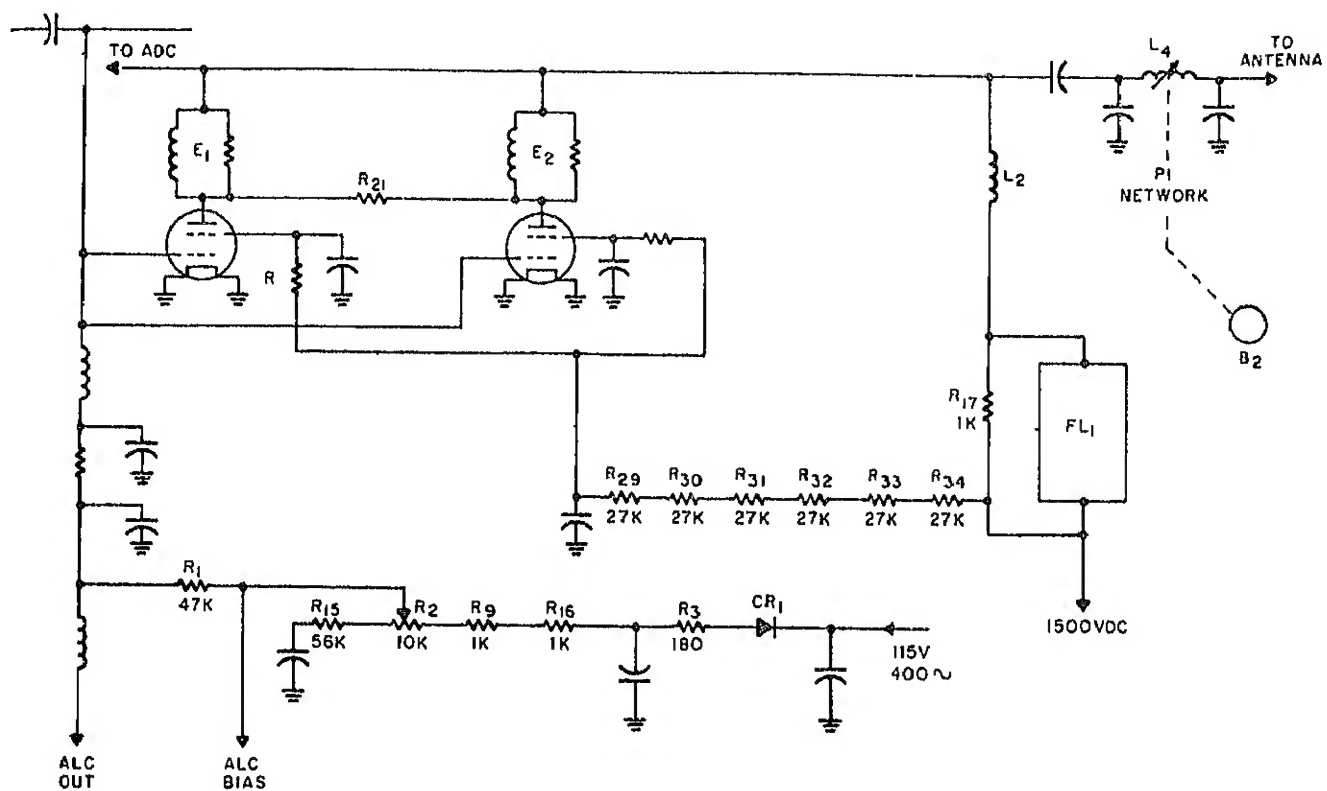 TO ADC
L4
TO
ANTENNA
E1
E2
R21
L2
PI
NETWORK
R
B2
R17
1K
FL1
R29
R30
R31
R32
R33
R34
27K
27K
27K
27K
27K
27K
R1
47K
R15
56K
R2
10K
R9
1K
R16
1K
R3
180
CR1
115V
400~
1500VDC
ALC
OUT
ALC
BIAS